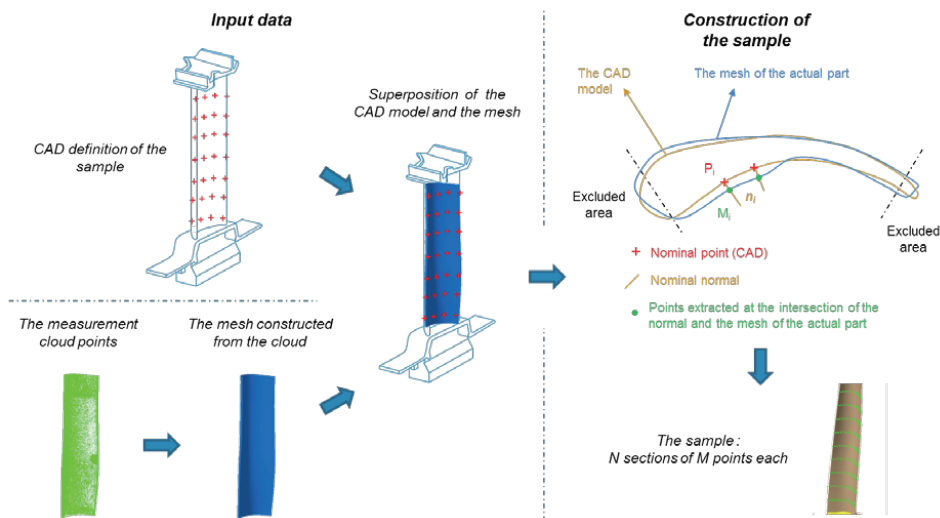 Input data
CAD definition of the
sample
Superposition of the
CAD model and the mesh
The measurement
cloud points
The mesh constructed
from the cloud
Construction of
the sample
The CAD
model
The mesh of the actual part
Excluded
area
Pi
ni
Mi
Excluded
area
Nominal point (CAD)
Nominal normal
Points extracted at the intersection of the
normal and the mesh of the actual part
The sample :
N sections of M points each